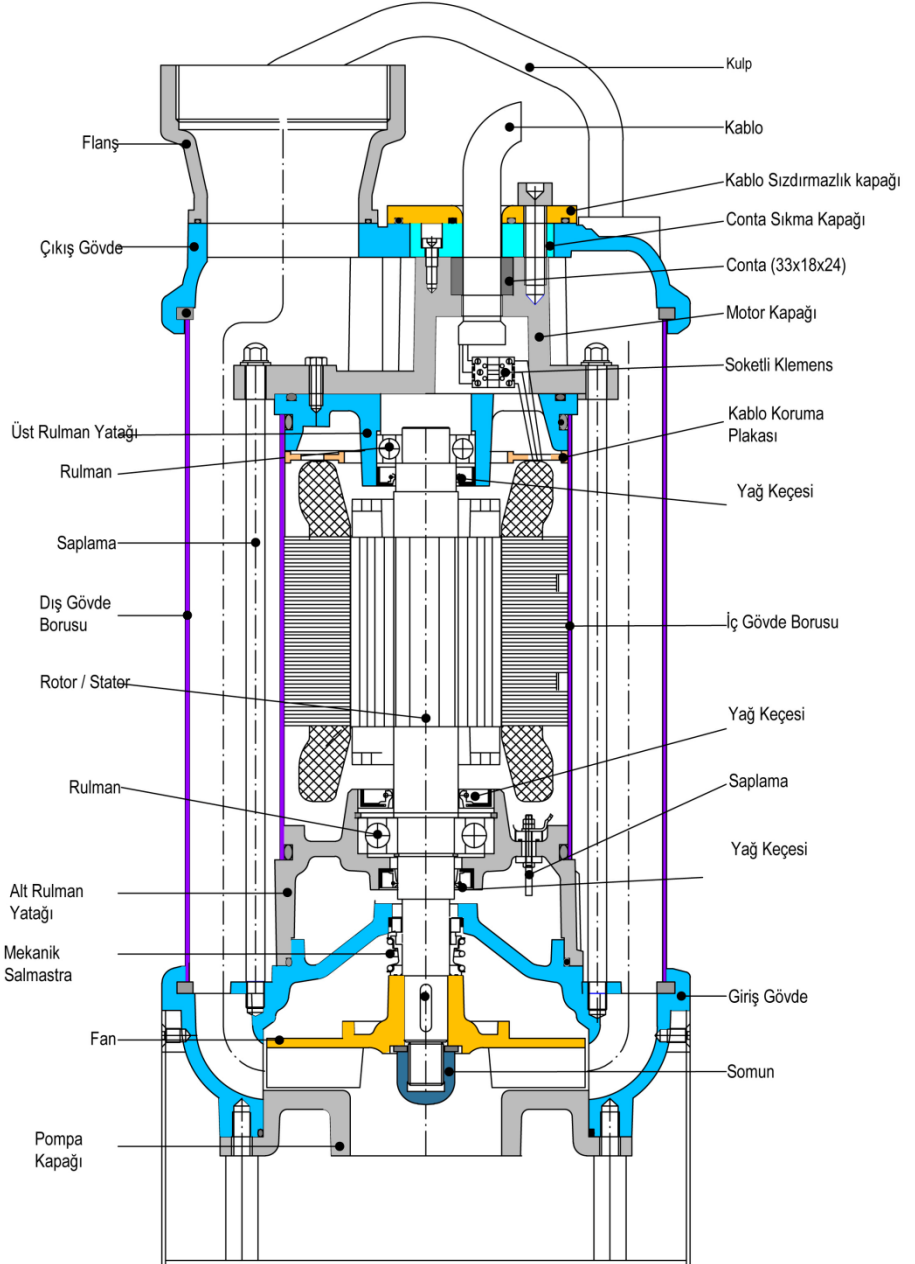 Kulp
Kablo
Flanş
Kablo Sızdırmazlık kapağı
Conta Sıkma Kapağı
Çıkış Gövde
Conta (33x18x24)
Motor Kapağı
Soketli Klemens
Kablo Koruma
Plakası
Üst Rulman Yatağı
Rulman
Yağ Keçesi
Saplama
Dış Gövde
Borusu
İç Gövde Borusu
Rotor / Stator
Yağ Keçesi
Rulman
Saplama
Yağ Keçesi
Alt Rulman
Yatağı
Mekanik
Salmastra
Giriş Gövde
Fan
Somun
Pompa
Kapağı